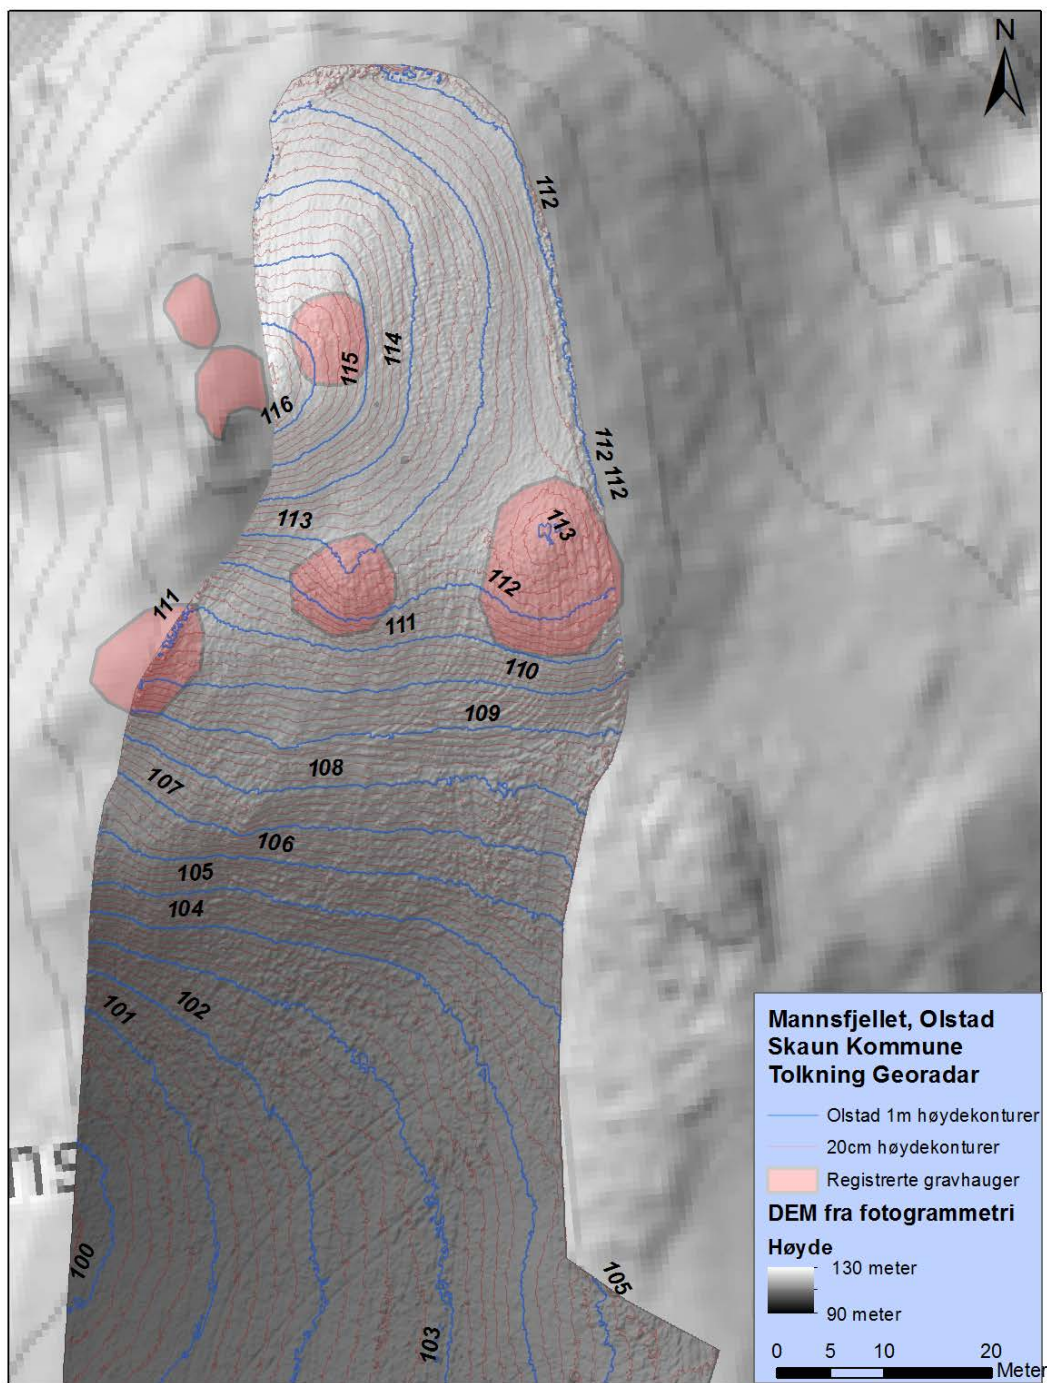 N
112
114
115
116
112
112
113
113
112
111
111
110
109
108
107
106
105
104
102
101
100
105
103
Mannsfjellet, Olstad
Skaun Kommune
Tolkning Georadar
Olstad 1m høydekonturer
20cm høydekonturer
Registrerte gravhauger
DEM fra fotogrammetri
Høyde
130 meter
90 meter
0 5 10 20
Meter